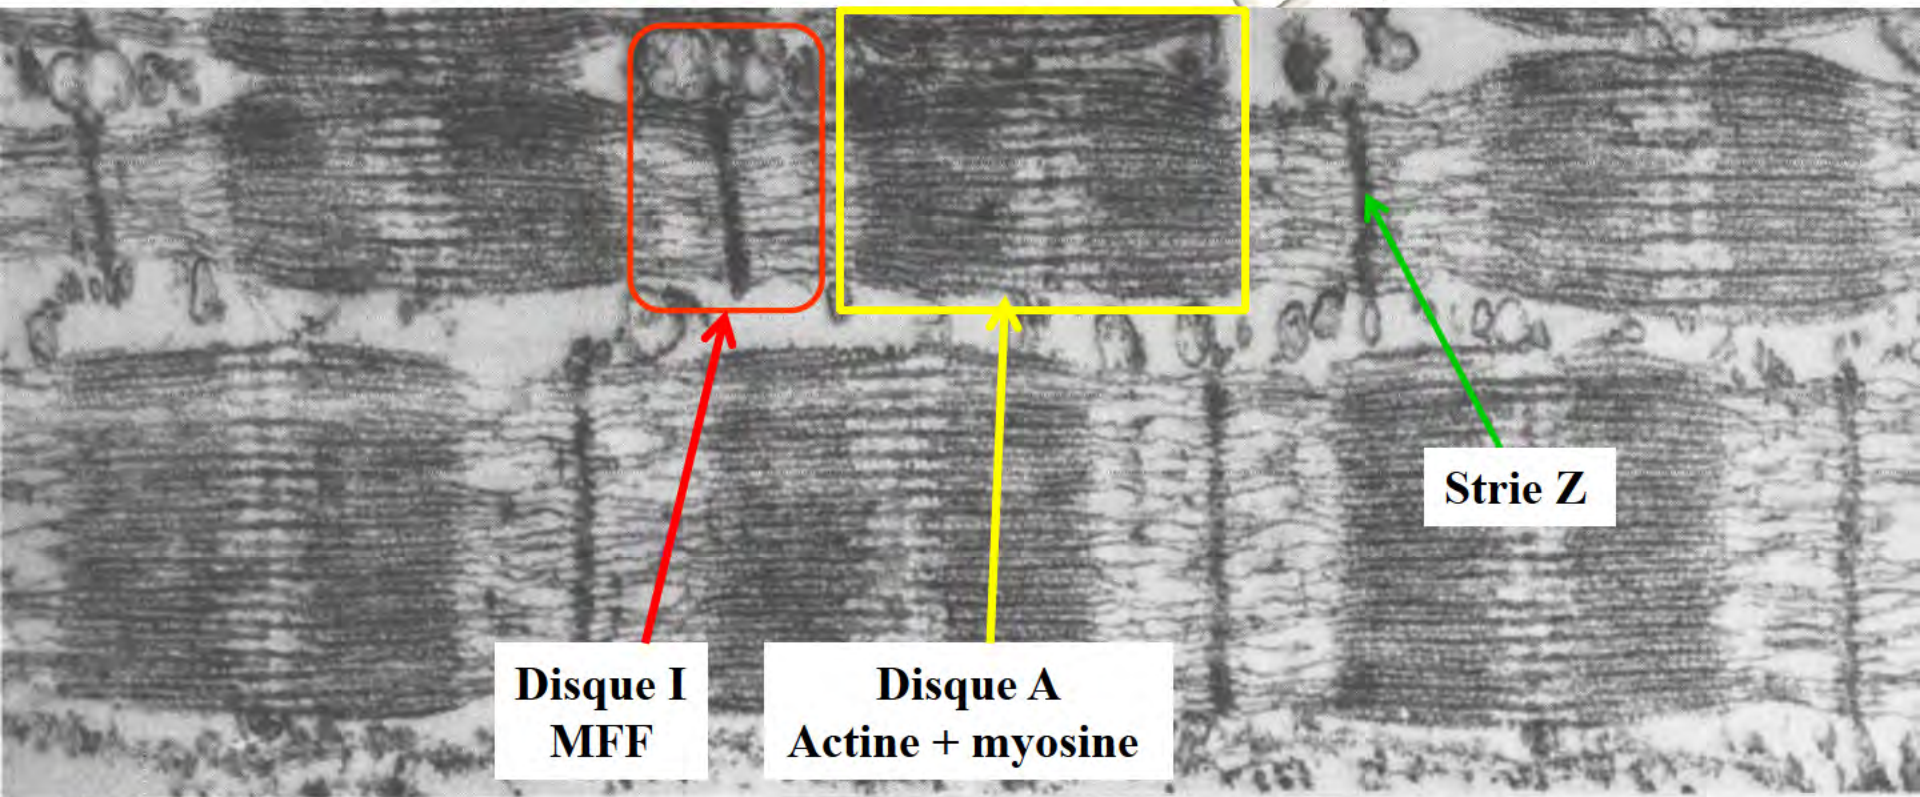 Strie Z
Disque I
MFF
Disque A
Actine + myosine